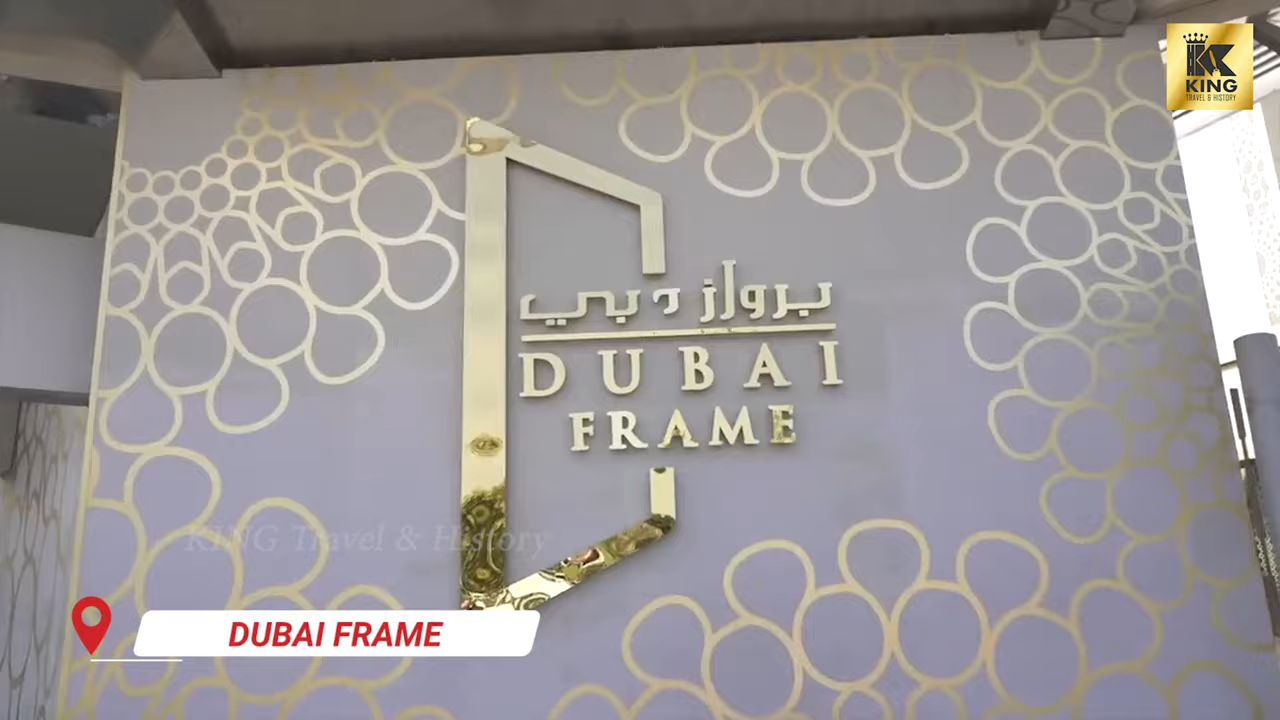 KING
TRAVEL & HISTORY
برواز دبي
DUBAI
FRAME
KING Travel & History
DUBAI FRAME